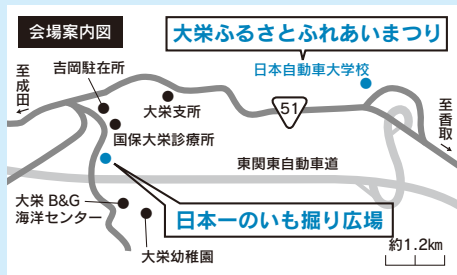 会場案内図
大栄ふるさとふれあいまつり
日本自動車大学校
至成田
←
吉岡駐在所
大栄支所
51
至香取
→
国保大栄診療所
東関東自動車道
大栄 B&G
海洋センター
日本一のいも掘り広場
大栄幼稚園
約1.2km